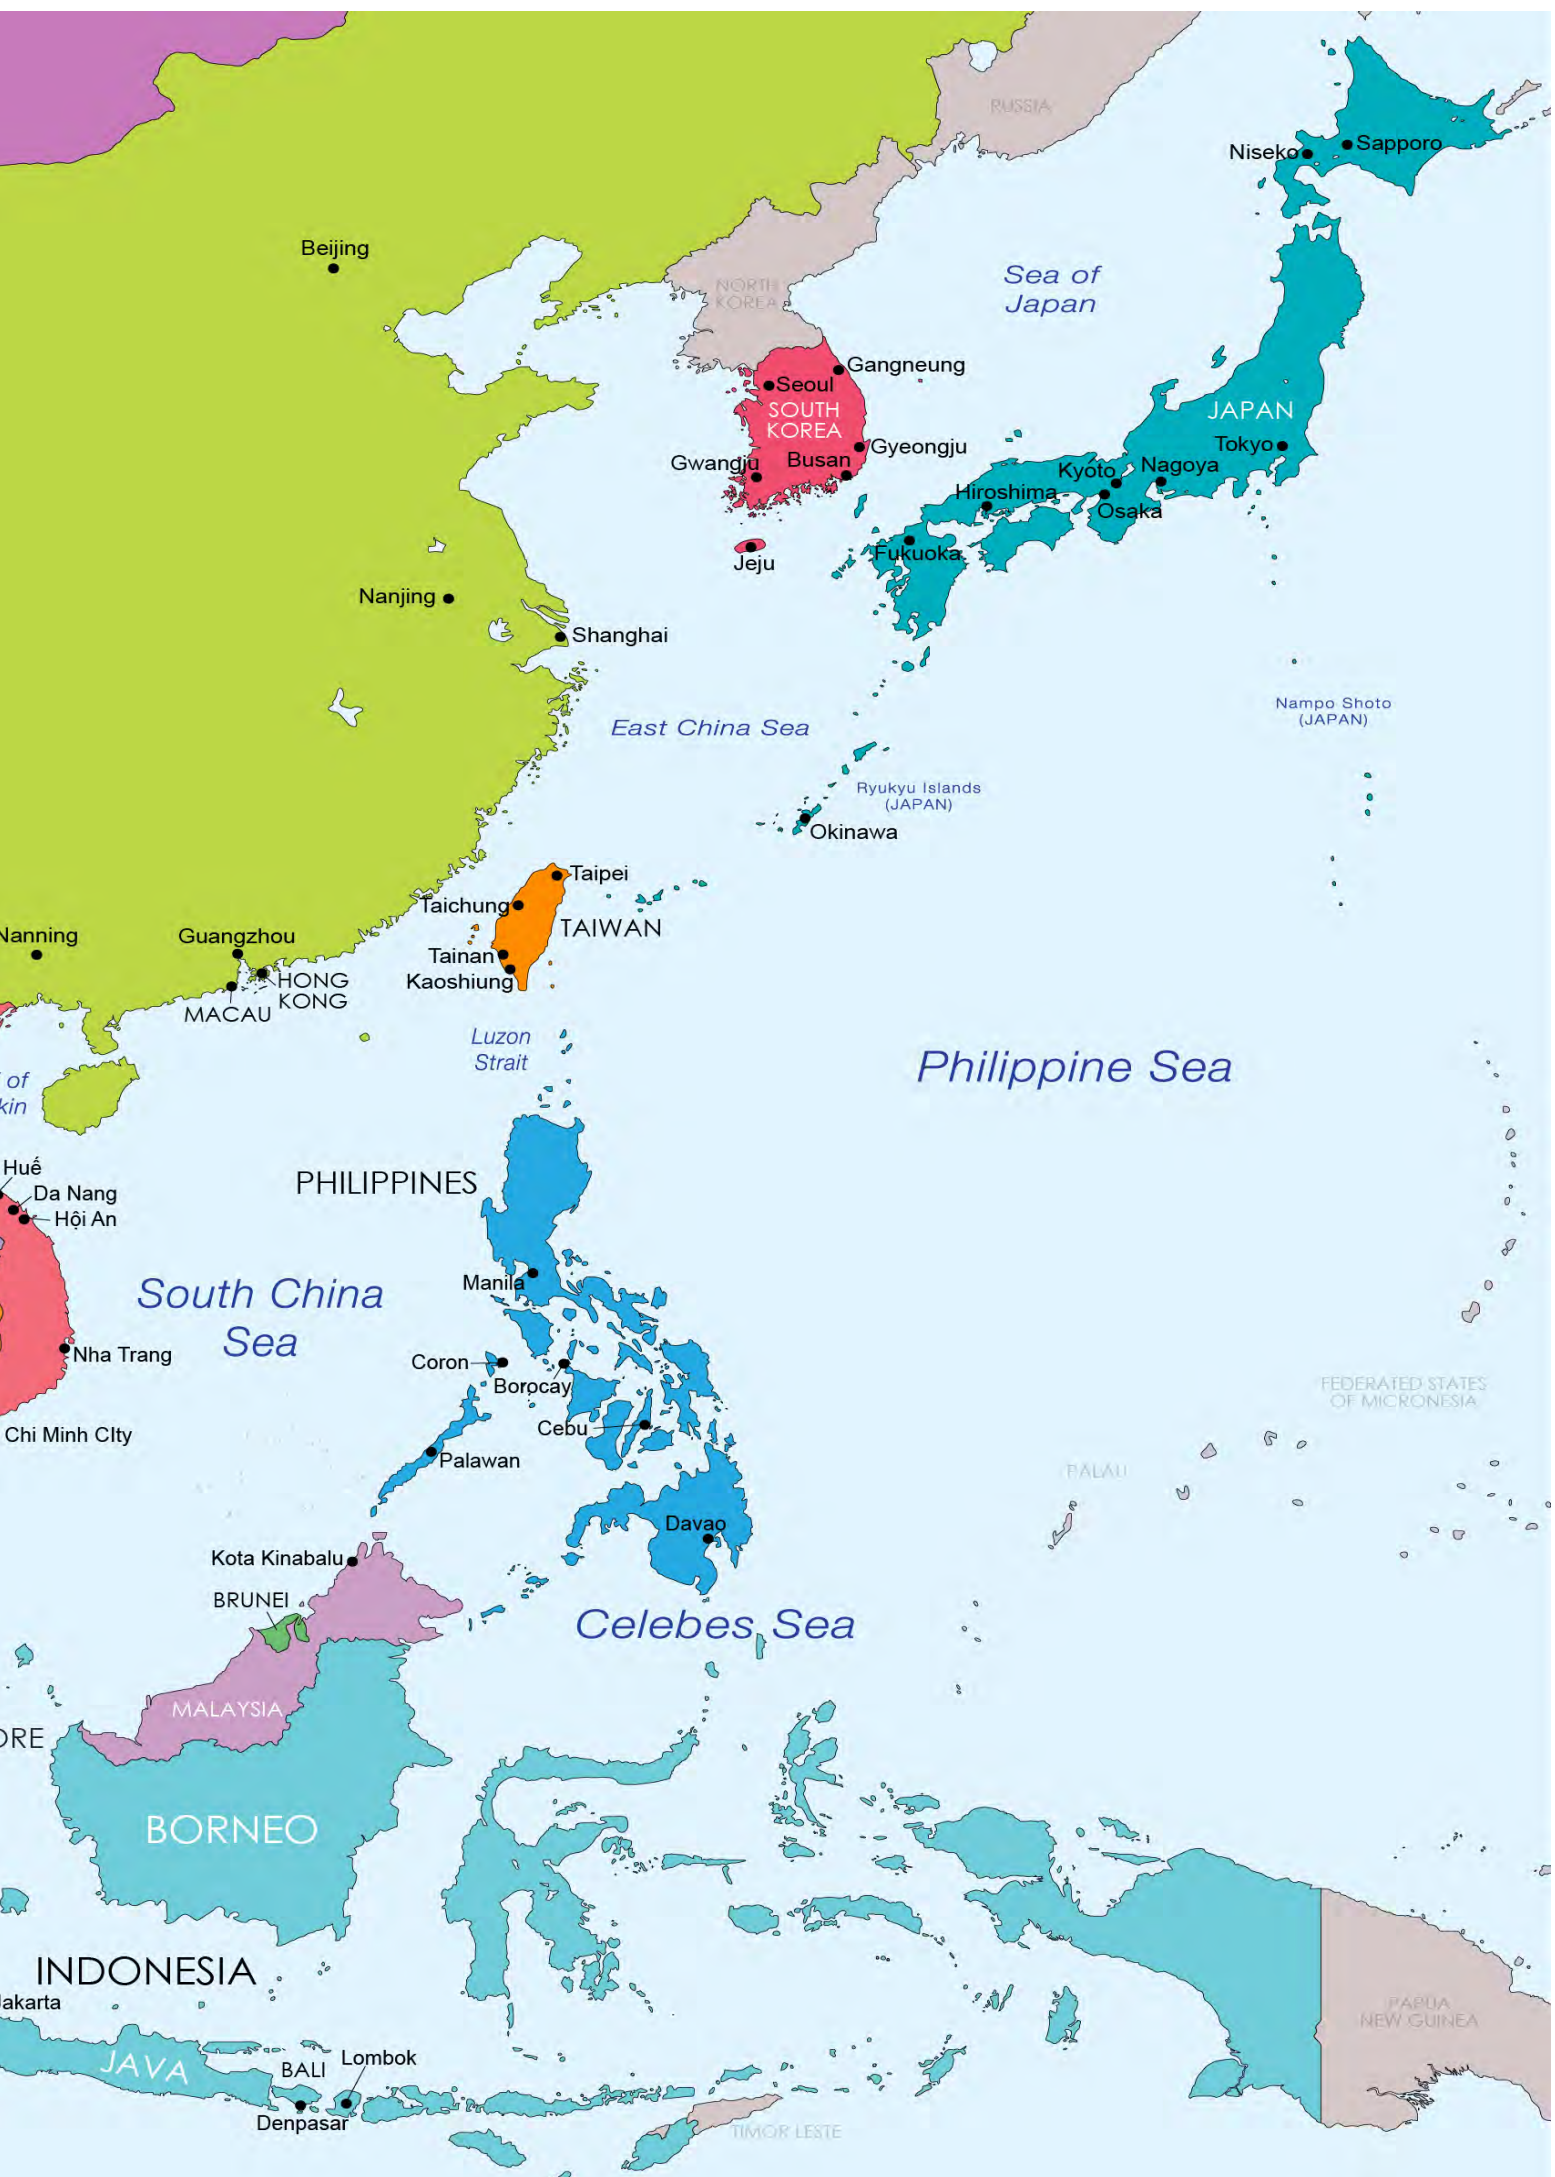 RUSSIA
Niseko
Sapporo
Beijing
Sea of
Japan
NORTH
KOREA
Gangneung
Seoul
SOUTH
KOREA
JAPAN
Gyeongju
Tokyo
Gwangju
Busan
Kyoto
Nagoya
Hiroshima
Osaka
Fukuoka
Jeju
Nanjing
Shanghai
Nampo Shoto
(JAPAN)
East China Sea
Ryukyu Islands
(JAPAN)
Okinawa
Taipei
Taichung
TAIWAN
Nanning
Guangzhou
Tainan
Kaoshiung
HONG
KONG
MACAU
Luzon
Strait
Philippine Sea
of
kin
Huế
Da Nang
Hội An
PHILIPPINES
Manila
South China
Sea
Nha Trang
Coron
Borocay
FEDERATED STATES
OF MICRONESIA
Cebu
Chi Minh CIty
Palawan
PALAU
Davao
Kota Kinabalu
BRUNEI
Celebes Sea
MALAYSIA
ORE
BORNEO
INDONESIA
Jakarta
PAPUA
NEW GUINEA
JAVA
BALI
Lombok
Denpasar
TIMOR LESTE